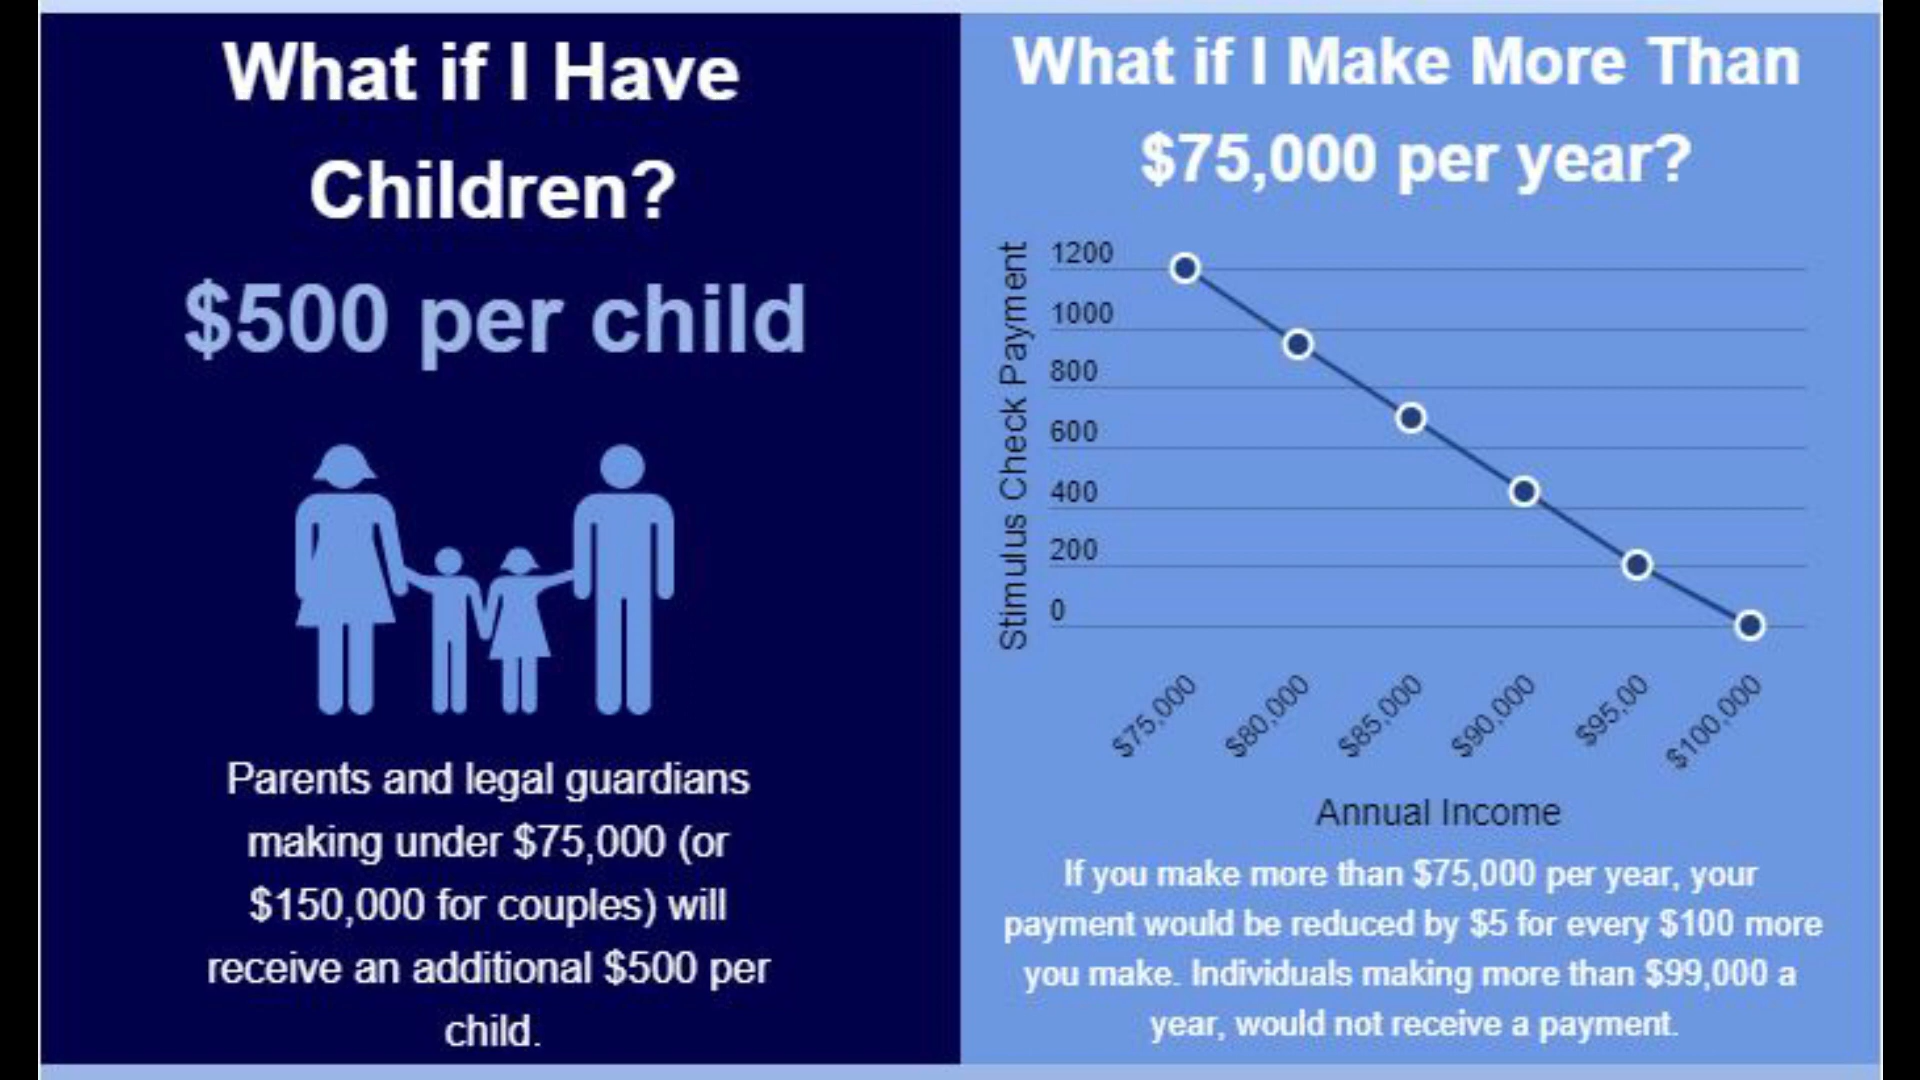 What if I Have
Children?
$500 per child
Parents and legal guardians
making under $75,000 (or
$150,000 for couples) will
receive an additional $500 per
child.
What if I Make More Than
$75,000 per year?
Stimulus Check Payment
1200
1000
800
600
400
200
0
$75,000
$80,000
$85,000
$90,000
$95,00
$100,000
Annual Income
If you make more than $75,000 per year, your
payment would be reduced by $5 for every $100 more
you make. Individuals making more than $99,000 a
year, would not receive a payment.